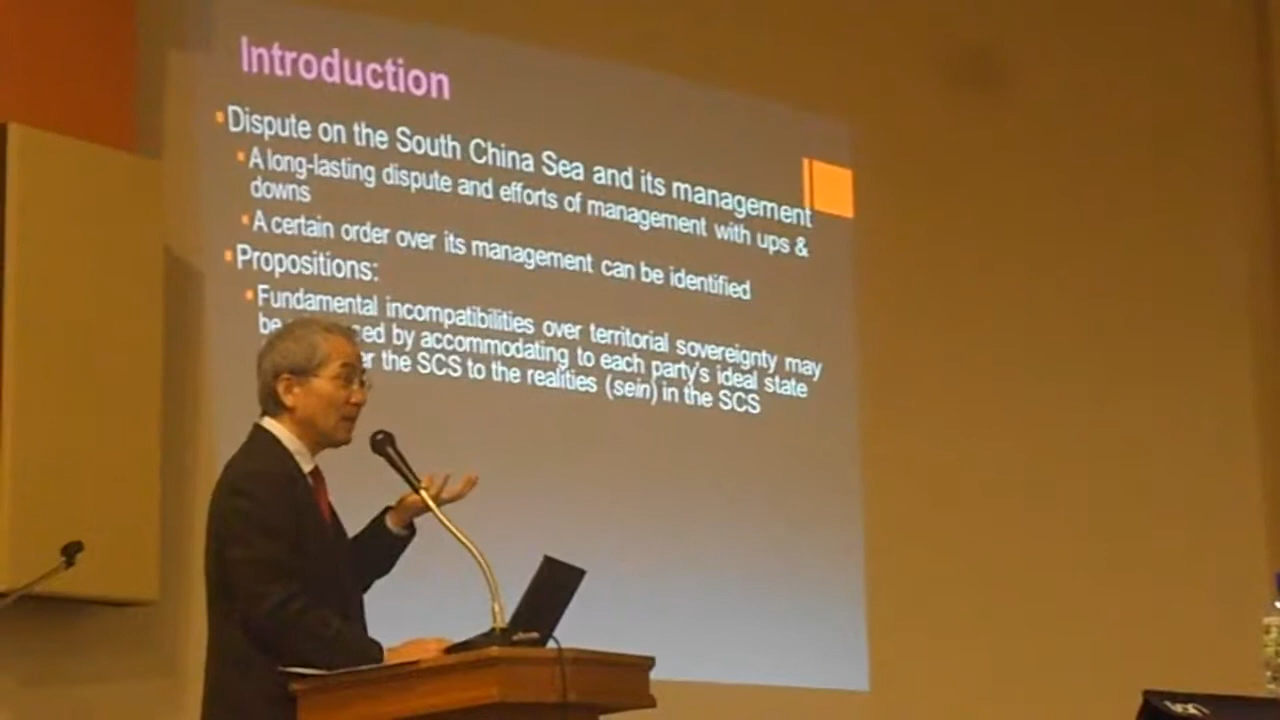 Introduction
Dispute on the South China Sea and its management
A long-lasting dispute and efforts of management with ups &
downs
A certain order over its management can be identified
Propositions:
Fundamental incompatibilities over territorial sovereignty may
be ed by accommodating to each party's ideal state
r the SCS to the realities (sein) in the SCS